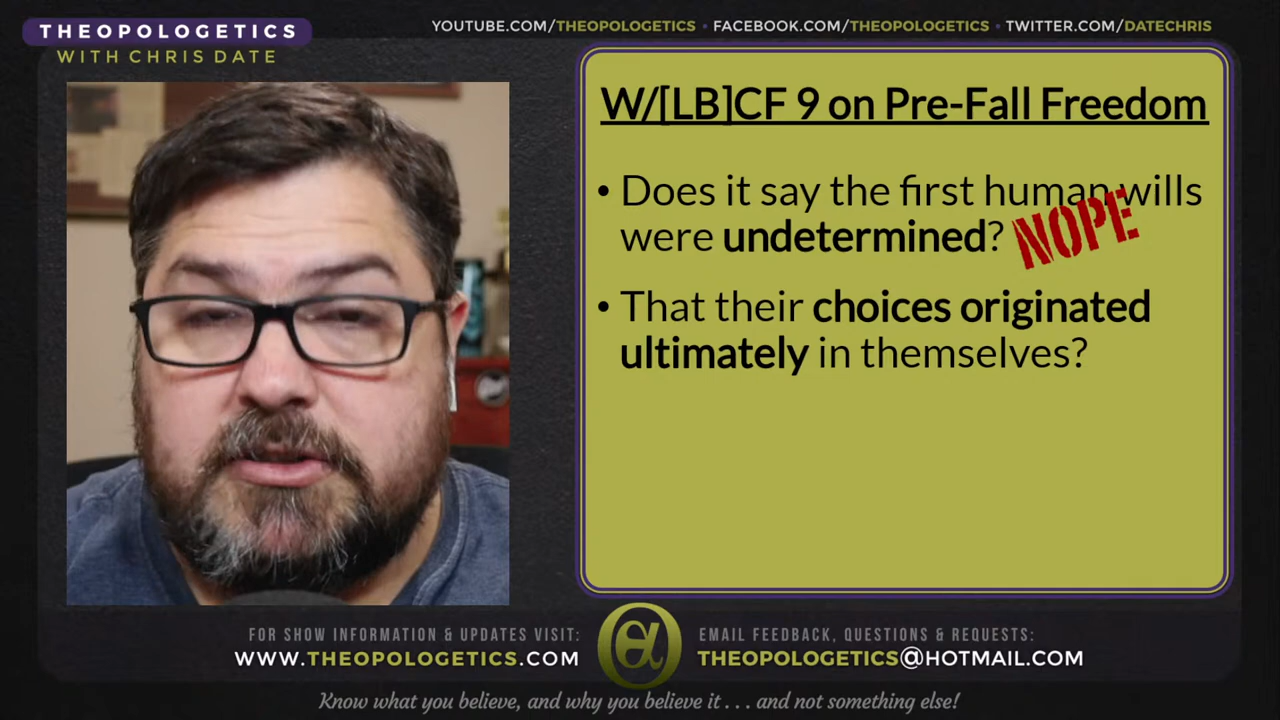 THEOPOLOGETICS
WITH CHRIS DATE
YOUTUBE.COM/THEOPOLOGETICS • FACEBOOK.COM/THEOPOLOGETICS • TWITTER.COM/DATECHRIS
W/[LB]CF 9 on Pre-Fall Freedom
• Does it say the first human wills
were undetermined? NOPE
• That their choices originated
ultimately in themselves?
FOR SHOW INFORMATION & UPDATES VISIT:
WWW.THEOPOLOGETICS.COM
EMAIL FEEDBACK, QUESTIONS & REQUESTS:
THEOPOLOGETICS@HOTMAIL.COM
Know what you believe, and why you believe it . . . and not something else!